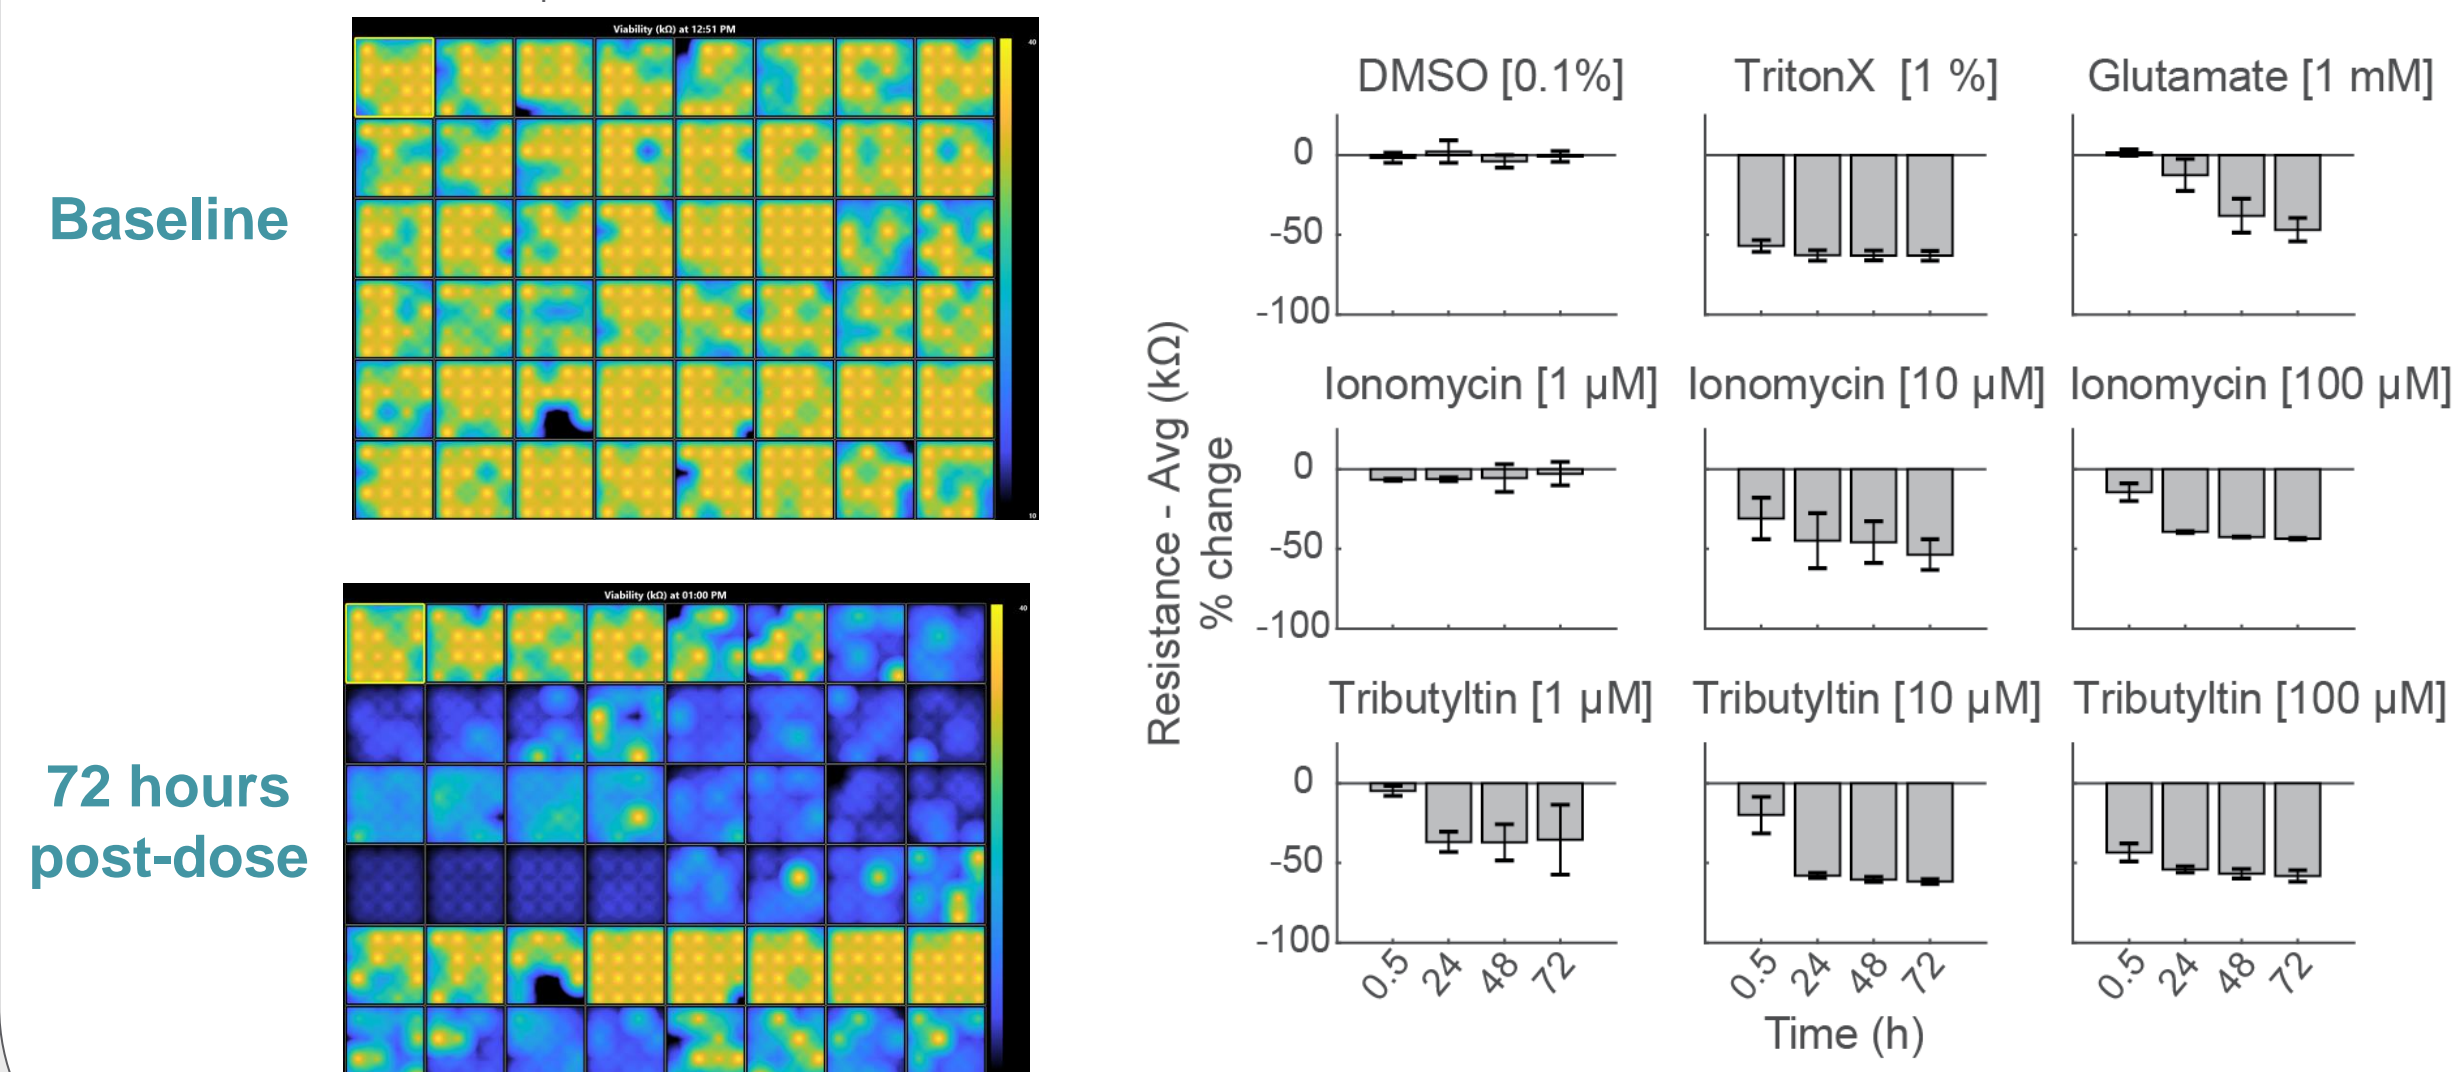 Baseline
Viability (kΩ) at 12:51 PM
40
10
72 hours
post-dose
Viability (kΩ) at 01:00 PM
40
Resistance - Avg (kΩ)
% change
DMSO [0.1%]
TritonX [1 %]
Glutamate [1 mM]
0
-50
-100
Ionomycin [1 µM]
Ionomycin [10 µM]
Ionomycin [100 µM]
0
-50
-100
Tributyltin [1 µM]
Tributyltin [10 µM]
Tributyltin [100 µM]
0
-50
-100
0.5 24 48 72
0.5 24 48 72
0.5 24 48 72
Time (h)